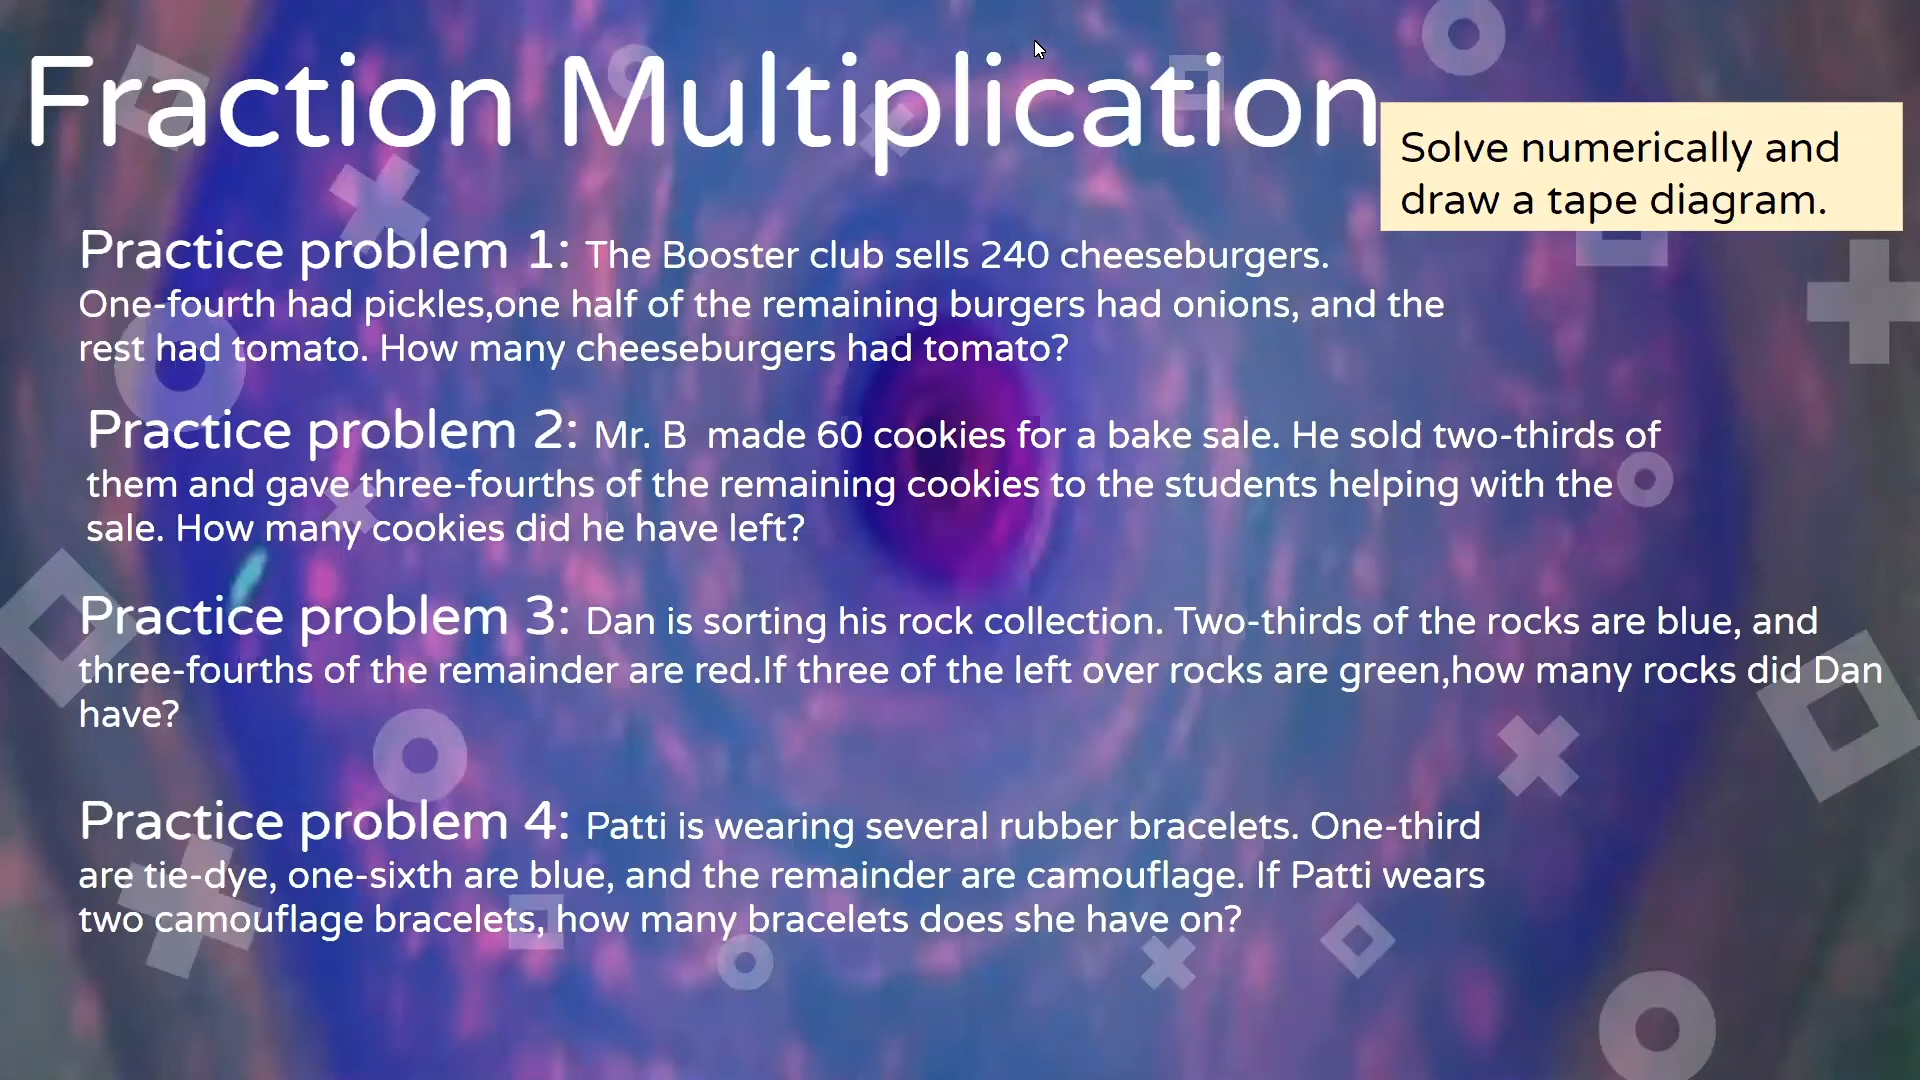 Fraction Multiplication
Solve numerically and
draw a tape diagram.
Practice problem 1: The Booster club sells 240 cheeseburgers.
One-fourth had pickles,one half of the remaining burgers had onions, and the
rest had tomato. How many cheeseburgers had tomato?
Practice problem 2: Mr. B  made 60 cookies for a bake sale. He sold two-thirds of
them and gave three-fourths of the remaining cookies to the students helping with the
sale. How many cookies did he have left?
Practice problem 3: Dan is sorting his rock collection. Two-thirds of the rocks are blue, and
three-fourths of the remainder are red.If three of the left over rocks are green,how many rocks did Dan
have?
Practice problem 4: Patti is wearing several rubber bracelets. One-third
are tie-dye, one-sixth are blue, and the remainder are camouflage. If Patti wears
two camouflage bracelets, how many bracelets does she have on?